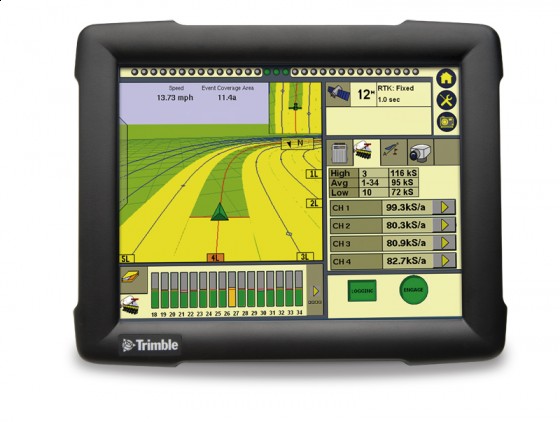 Speed
Event Coverage Area
13.73 mph
11.4a
12"
RTK: Fixed
1.0 sec
N
1L
2L
3L
4L
5L
High 3 116 kS
Avg 1-34 95 kS
Low 10 72 kS
CH 1 99.3kS/a
CH 2 80.3kS/a
CH 3 80.9kS/a
CH 4 82.7kS/a
LOGGING
ENGAGE
18 19 20 21 22 23 24 25 26 27 28 29 30 31 32 33 34
Trimble